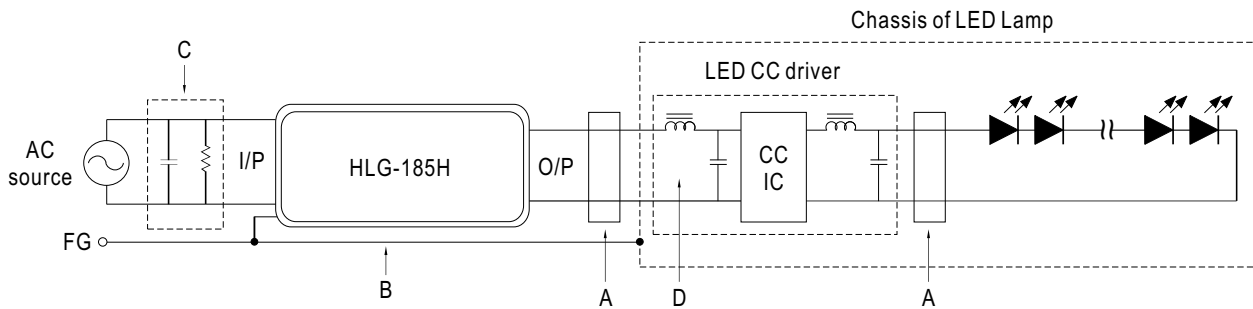 Chassis of LED Lamp
C
LED CC driver
AC
source
I/P
HLG-185H
O/P
CC
IC
FG
B
A
D
A